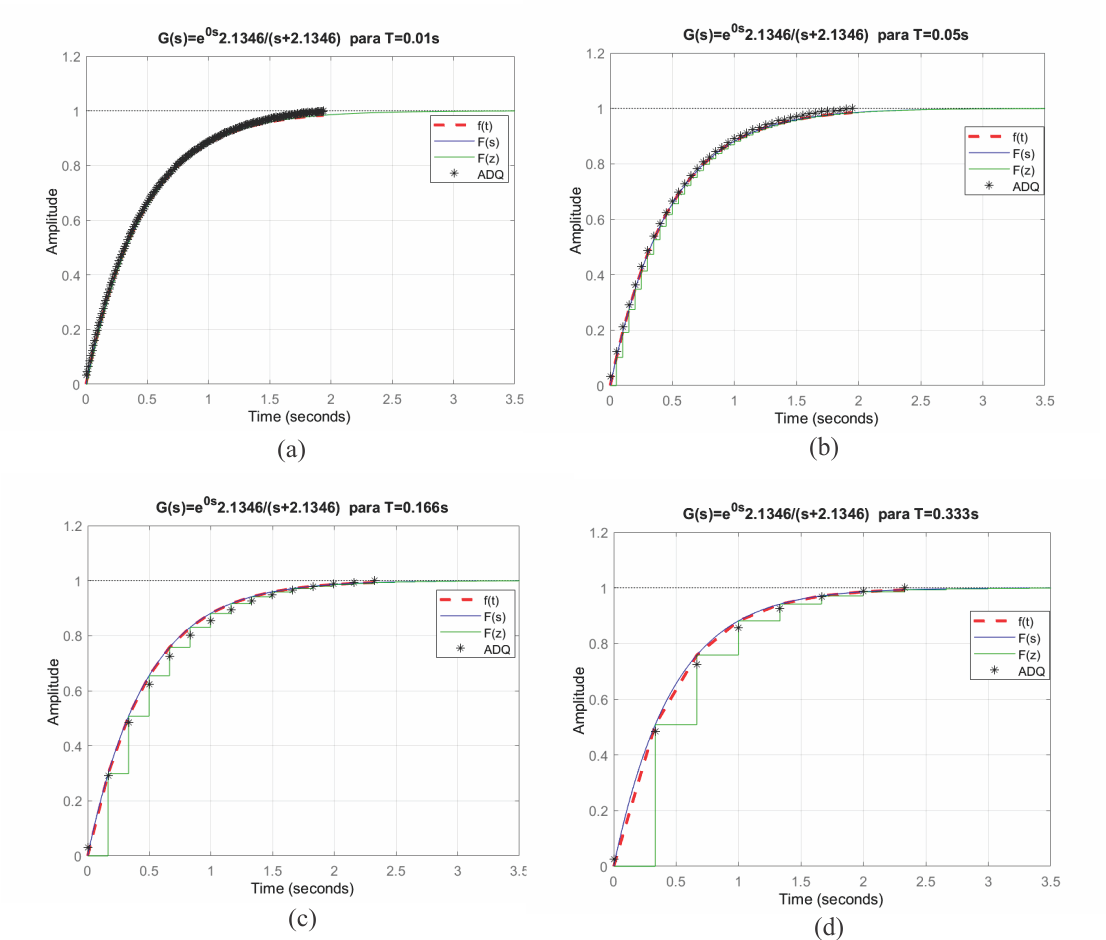 G(s)=e^0s 2.1346/(s+2.1346) para T=0.01s
1.2
1
0.8
0.6
0.4
0.2
0
Amplitude
f(t)
F(s)
F(z)
ADQ
0 0.5 1 1.5 2 2.5 3 3.5
Time (seconds)
(a)
G(s)=e^0s 2.1346/(s+2.1346) para T=0.05s
1.2
1
0.8
0.6
0.4
0.2
0
Amplitude
f(t)
F(s)
F(z)
ADQ
0 0.5 1 1.5 2 2.5 3 3.5
Time (seconds)
(b)
G(s)=e^0s 2.1346/(s+2.1346) para T=0.166s
1.2
1
0.8
0.6
0.4
0.2
0
Amplitude
f(t)
F(s)
F(z)
ADQ
0 0.5 1 1.5 2 2.5 3 3.5
Time (seconds)
(c)
G(s)=e^0s 2.1346/(s+2.1346) para T=0.333s
1.2
1
0.8
0.6
0.4
0.2
0
Amplitude
f(t)
F(s)
F(z)
ADQ
0 0.5 1 1.5 2 2.5 3 3.5
Time (seconds)
(d)